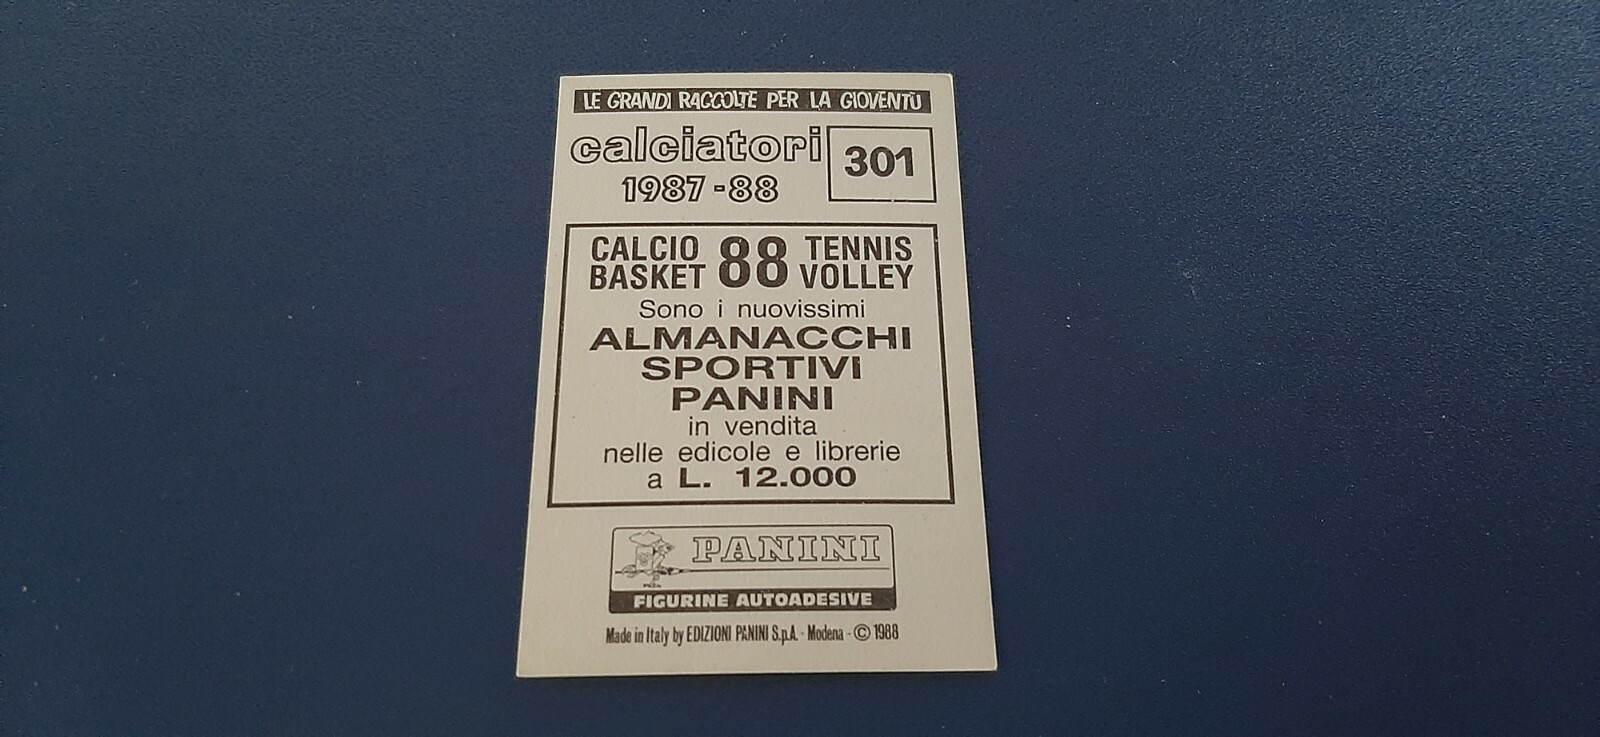 LE GRANDI RACCOLTE PER LA GIOVENTÙ
calciatori
1987-88
301
CALCIO 88 TENNIS
BASKET VOLLEY
Sono i nuovissimi
ALMANACCHI
SPORTIVI
PANINI
in vendita
nelle edicole e librerie
a L. 12.000
PANINI
FIGURINE AUTOADESIVE
Made in Italy by EDIZIONI PANINI S.p.A. - Modena - © 1988